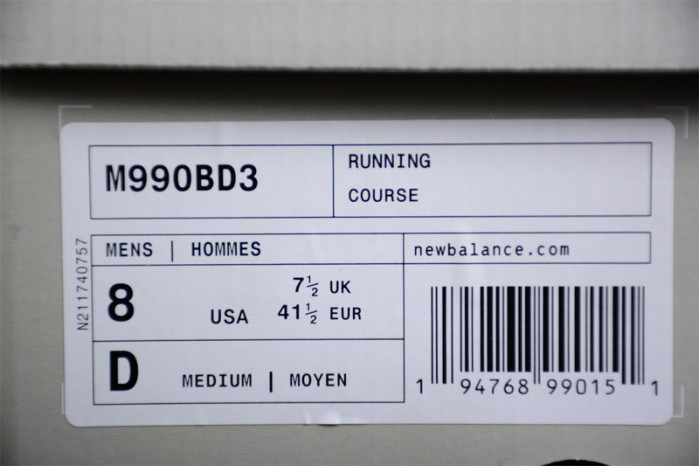 M990BD3
RUNNING
COURSE
N211740757
MENS | HOMMES
newbalance.com
8
USA
7½ UK
41½ EUR
D
MEDIUM | MOYEN
1 94768 99015 1